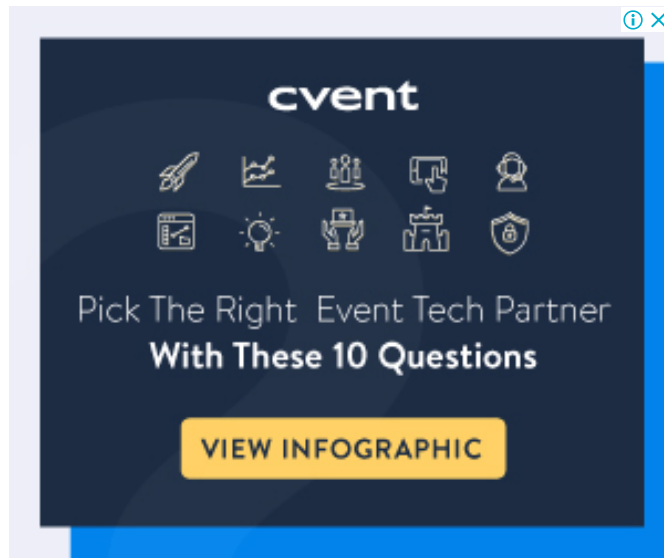 cvent
Pick The Right Event Tech Partner
With These 10 Questions
VIEW INFOGRAPHIC